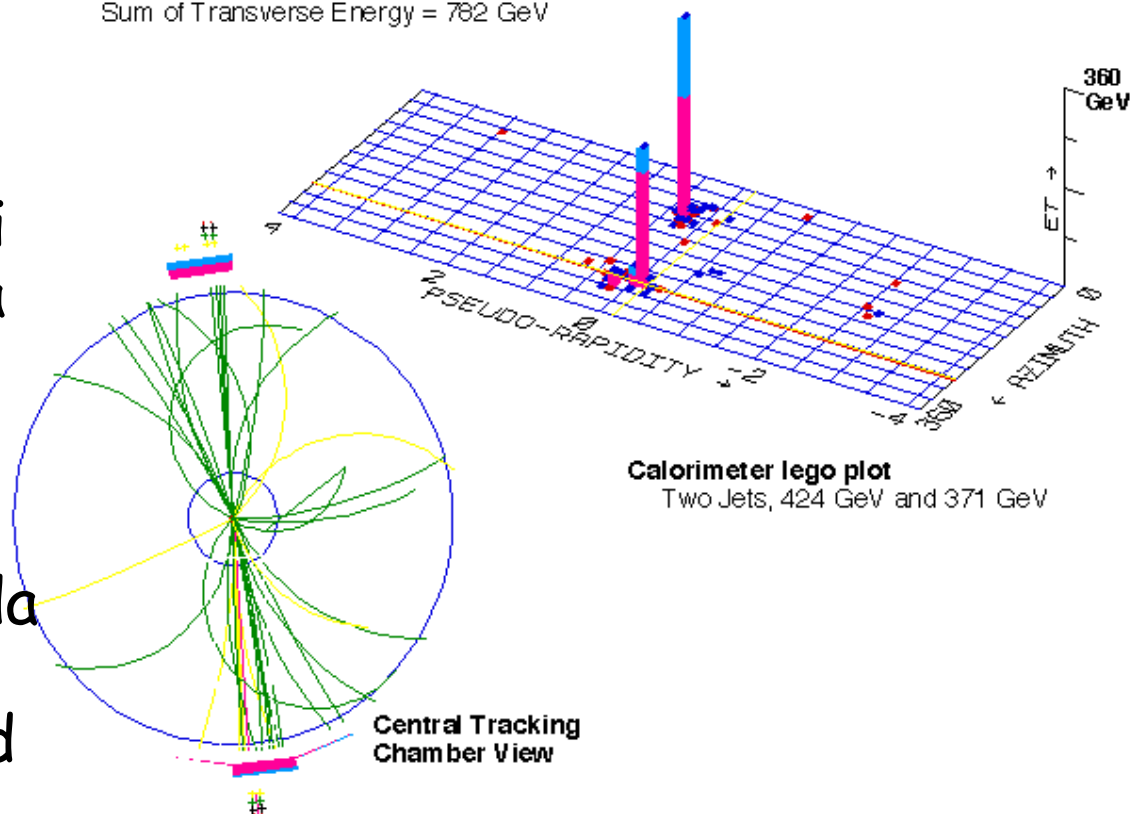 Sum of Transverse Energy = 782 GeV
360
GeV
ET →
4
2
PSEUDO-RAPIDITY →
0
-2
-4
360
← AZIMUTH
0
Calorimeter lego plot
Two Jets, 424 GeV and 371 GeV
Central Tracking
Chamber View